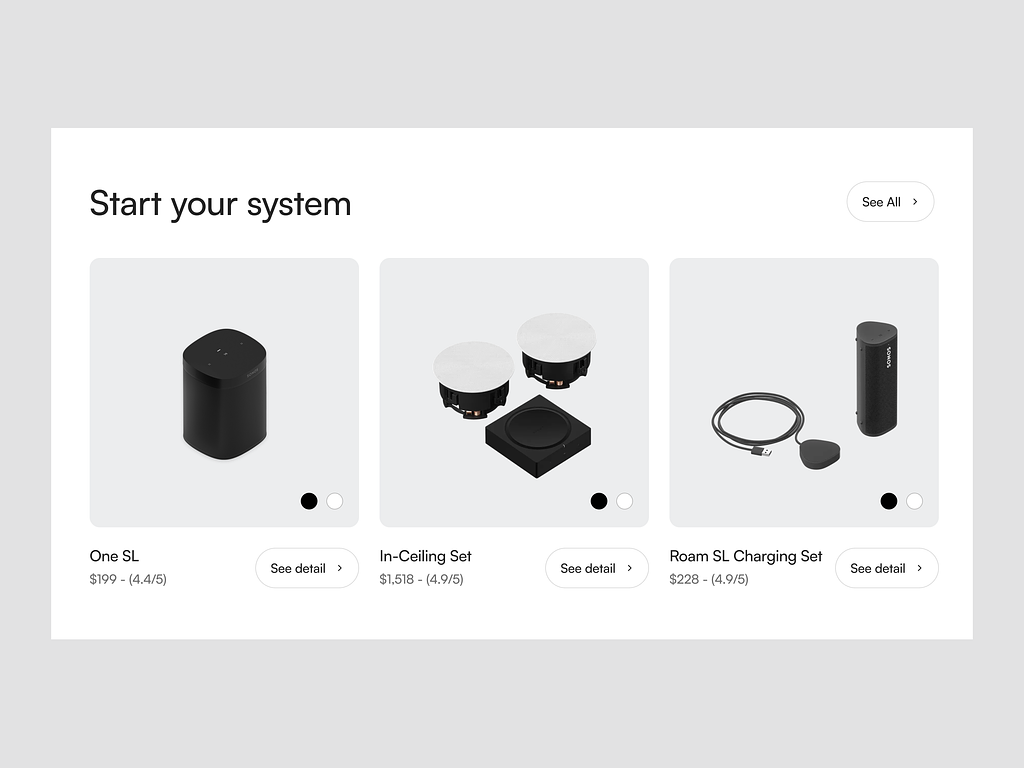 Start your system
See All
SONOS
One SL
$199 - (4.4/5)
See detail
In-Ceiling Set
$1,518 - (4.9/5)
See detail
Roam SL Charging Set
$228 - (4.9/5)
See detail